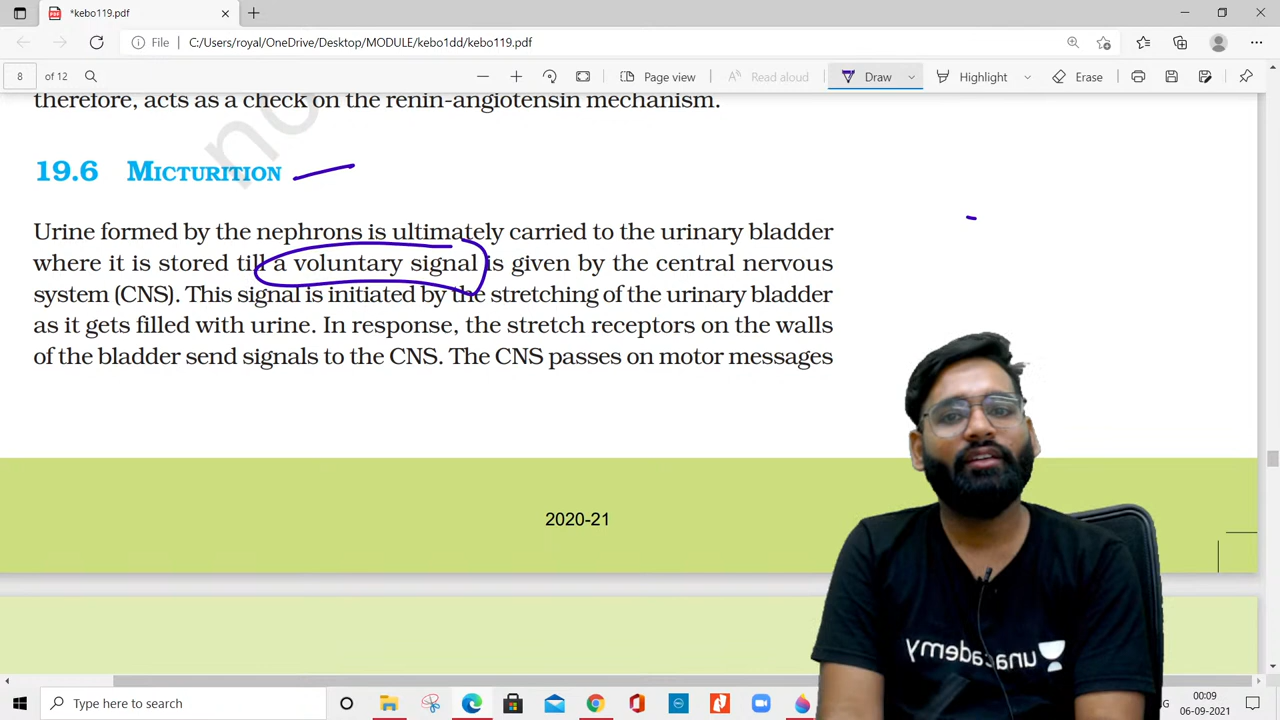 *kebo119.pdf
File
C:/Users/royal/OneDrive/Desktop/MODULE/kebo1dd/kebo119.pdf
8 of 12
Page view
Read aloud
Draw
Highlight
Erase
therefore, acts as a check on the renin-angiotensin mechanism.
no
19.6 MICTURITION
Urine formed by the nephrons is ultimately carried to the urinary bladder
where it is stored till a voluntary signal is given by the central nervous
system (CNS). This signal is initiated by the stretching of the urinary bladder
as it gets filled with urine. In response, the stretch receptors on the walls
of the bladder send signals to the CNS. The CNS passes on motor messages
2020-21
unacademy
Type here to search
00:09
06-09-2021